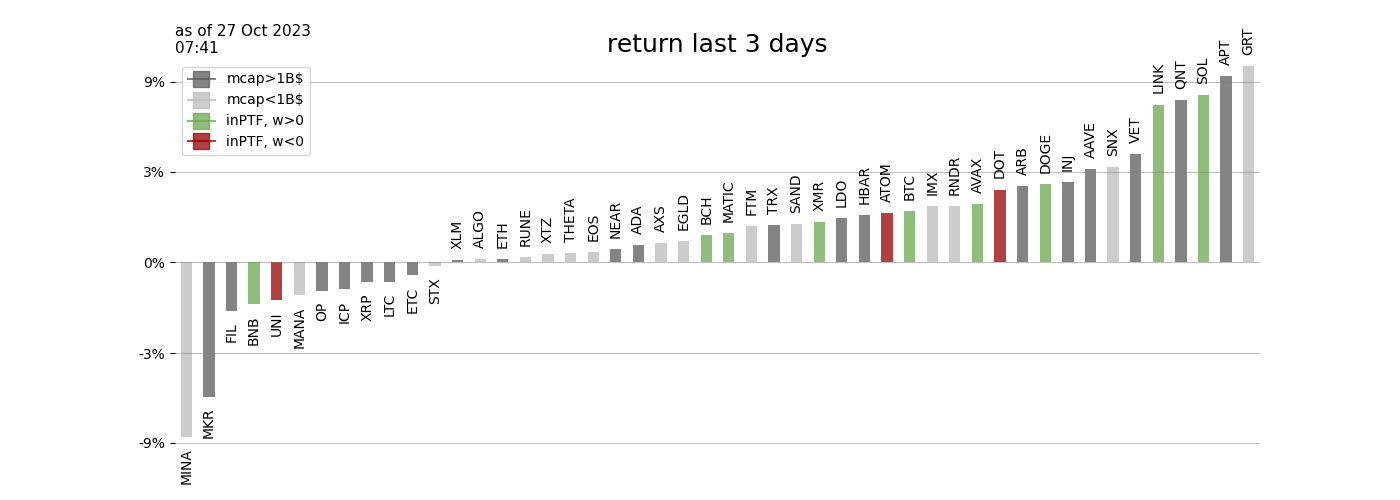 as of 27 Oct 2023
07:41
return last 3 days
mcap>1B$
mcap<1B$
inPTF, w>0
inPTF, w<0
9%
3%
0%
-3%
-9%
MINA
MKR
FIL
BNB
UNI
MANA
OP
ICP
XRP
LTC
ETC
STX
XLM
ALGO
ETH
RUNE
XTZ
THETA
EOS
NEAR
ADA
AXS
EGLD
BCH
MATIC
FTM
TRX
SAND
XMR
LDO
HBAR
ATOM
BTC
IMX
RNDR
AVAX
DOT
ARB
DOGE
INJ
AAVE
SNX
VET
LINK
QNT
SOL
APT
GRT